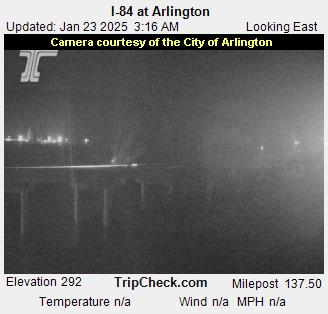 I-84 at Arlington
Updated: Jan 23 2025 3:16 AM Looking East
Camera courtesy of the City of Arlington
Elevation 292 TripCheck.com Milepost 137.50
Temperature n/a Wind n/a MPH n/a